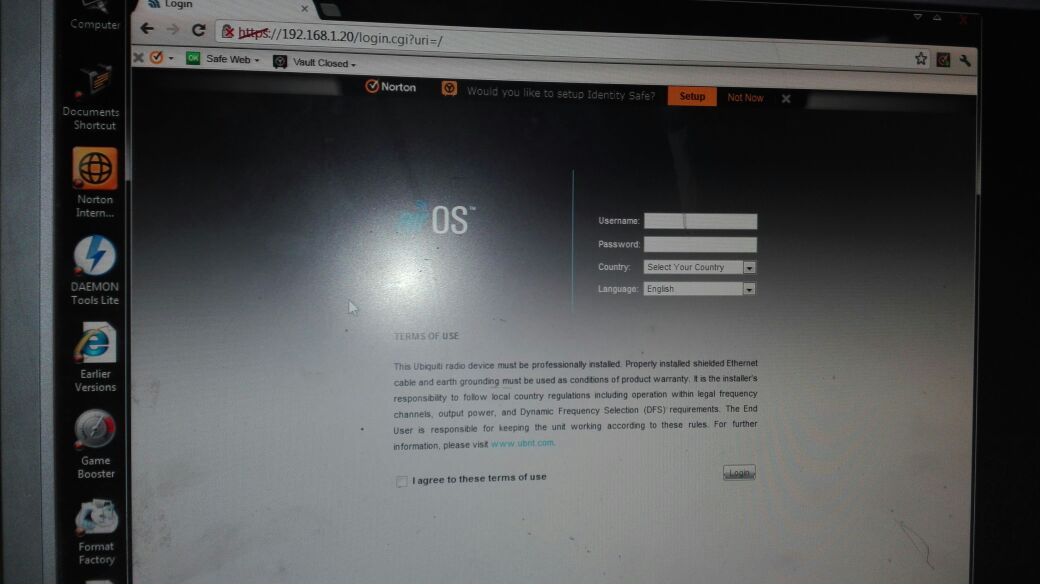 Login
https://192.168.1.20/login.cgi?uri=/
OK Safe Web Vault Closed
Norton Would you like to setup Identity Safe? Setup Not Now
Computer
Documents
Shortcut
Norton
Intern...
DAEMON
Tools Lite
Earlier
Versions
Game
Booster
Format
Factory
air OS™
Username:
Password:
Country: Select Your Country
Language: English
TERMS OF USE
This Ubiquiti radio device must be professionally installed. Properly installed shielded Ethernet
cable and earth grounding must be used as conditions of product warranty. It is the installer's
responsibility to follow local country regulations including operation within legal frequency
channels, output power, and Dynamic Frequency Selection (DFS) requirements. The End
User is responsible for keeping the unit working according to these rules. For further
information, please visit www.ubnt.com.
I agree to these terms of use
Login